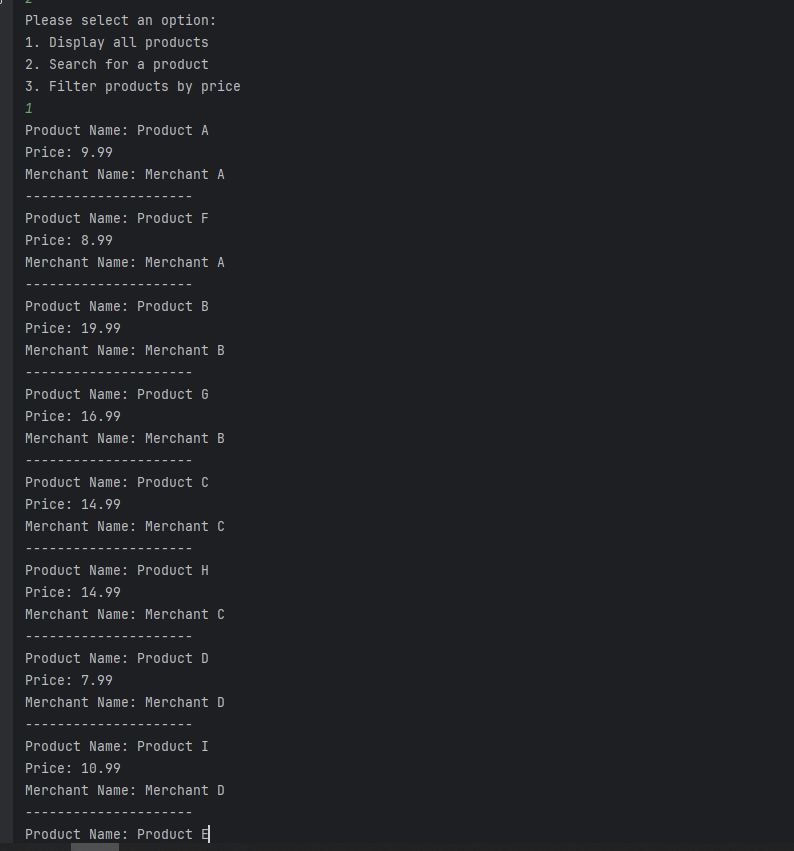 2
Please select an option:
1. Display all products
2. Search for a product
3. Filter products by price
1
Product Name: Product A
Price: 9.99
Merchant Name: Merchant A
---------------------
Product Name: Product F
Price: 8.99
Merchant Name: Merchant A
---------------------
Product Name: Product B
Price: 19.99
Merchant Name: Merchant B
---------------------
Product Name: Product G
Price: 16.99
Merchant Name: Merchant B
---------------------
Product Name: Product C
Price: 14.99
Merchant Name: Merchant C
---------------------
Product Name: Product H
Price: 14.99
Merchant Name: Merchant C
---------------------
Product Name: Product D
Price: 7.99
Merchant Name: Merchant D
---------------------
Product Name: Product I
Price: 10.99
Merchant Name: Merchant D
---------------------
Product Name: Product E